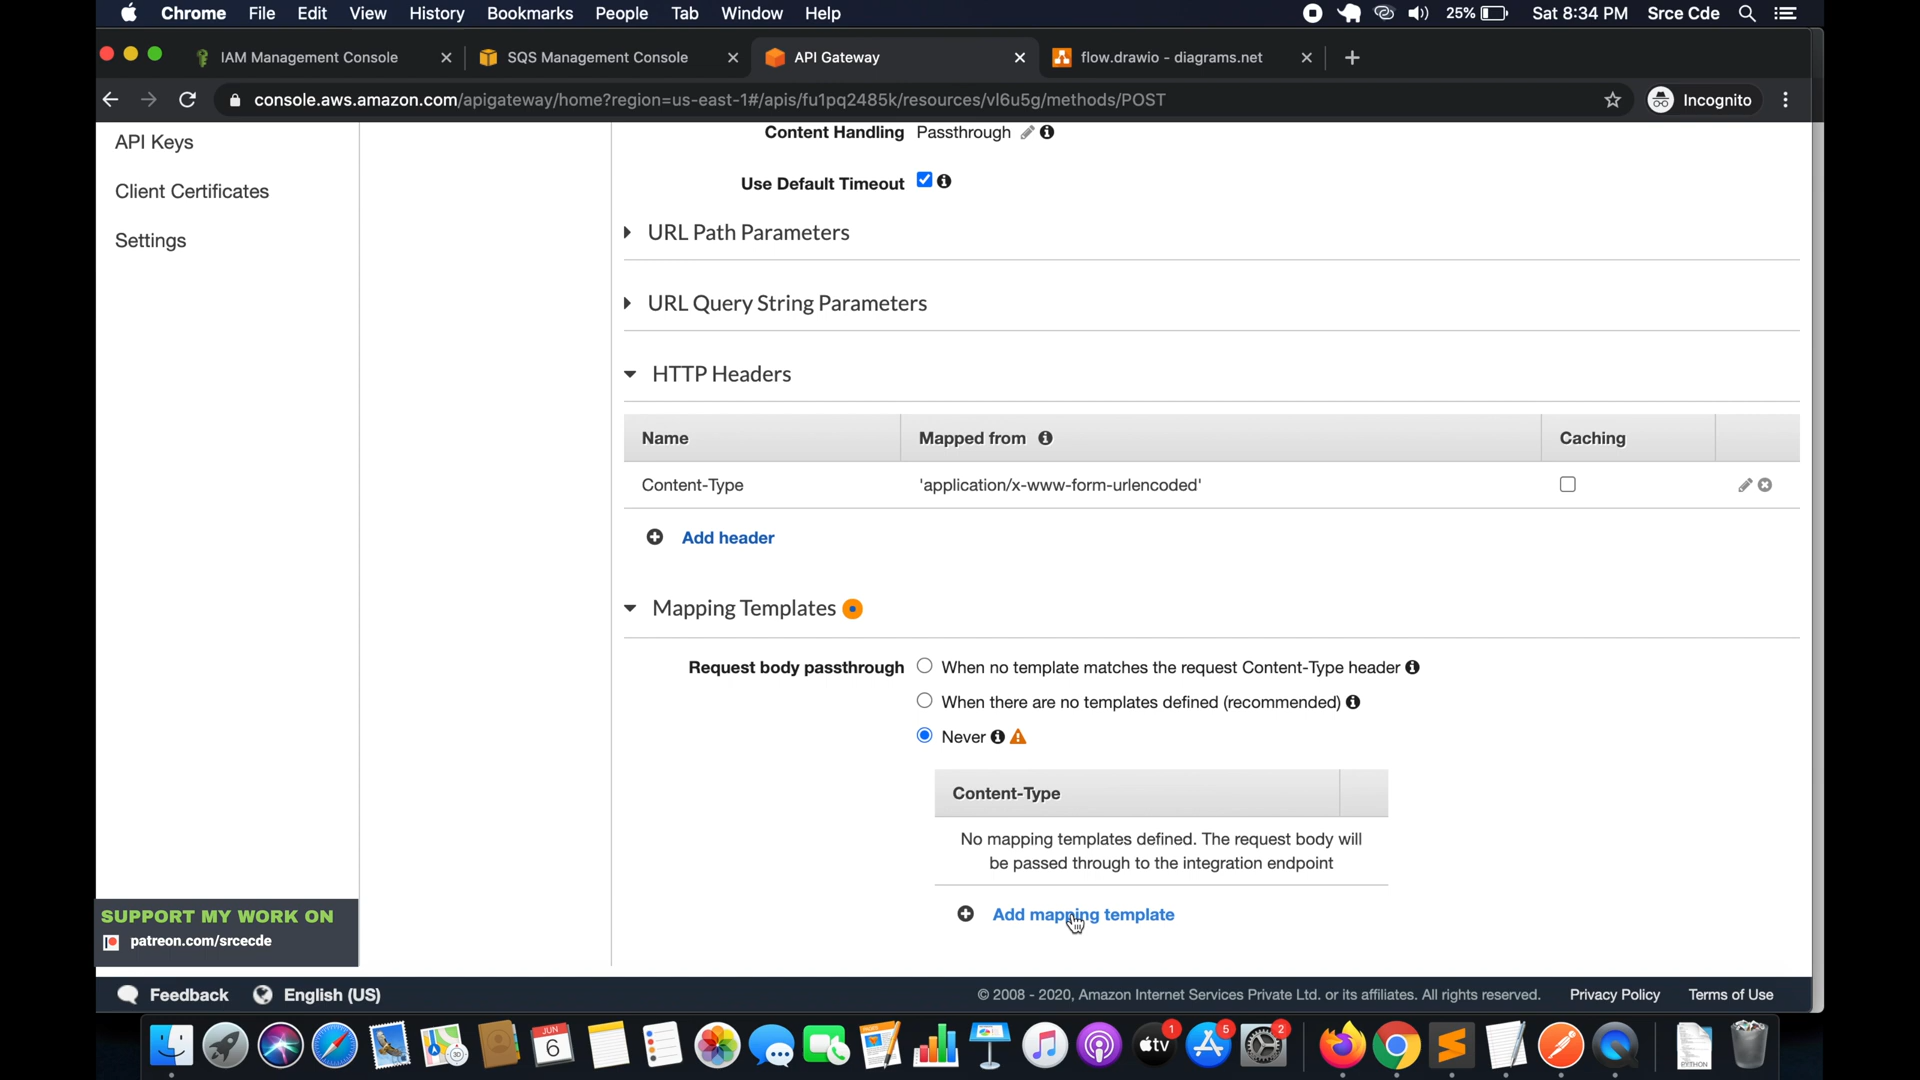 Chrome File Edit View History Bookmarks People Tab Window Help 25% Sat 8:34 PM Srce Cde
IAM Management Console SQS Management Console API Gateway flow.drawio - diagrams.net
console.aws.amazon.com/apigateway/home?region=us-east-1#/apis/fu1pq2485k/resources/vl6u5g/methods/POST Incognito
API Keys
Client Certificates
Settings
Content Handling Passthrough
Use Default Timeout
URL Path Parameters
URL Query String Parameters
HTTP Headers
Name Mapped from Caching
Content-Type 'application/x-www-form-urlencoded'
Add header
Mapping Templates
Request body passthrough When no template matches the request Content-Type header
When there are no templates defined (recommended)
Never
Content-Type
No mapping templates defined. The request body will
be passed through to the integration endpoint
Add mapping template
SUPPORT MY WORK ON
patreon.com/srcecde
Feedback English (US) © 2008 - 2020, Amazon Internet Services Private Ltd. or its affiliates. All rights reserved. Privacy Policy Terms of Use
JUN
6
tv
1
5
2
PYTHON